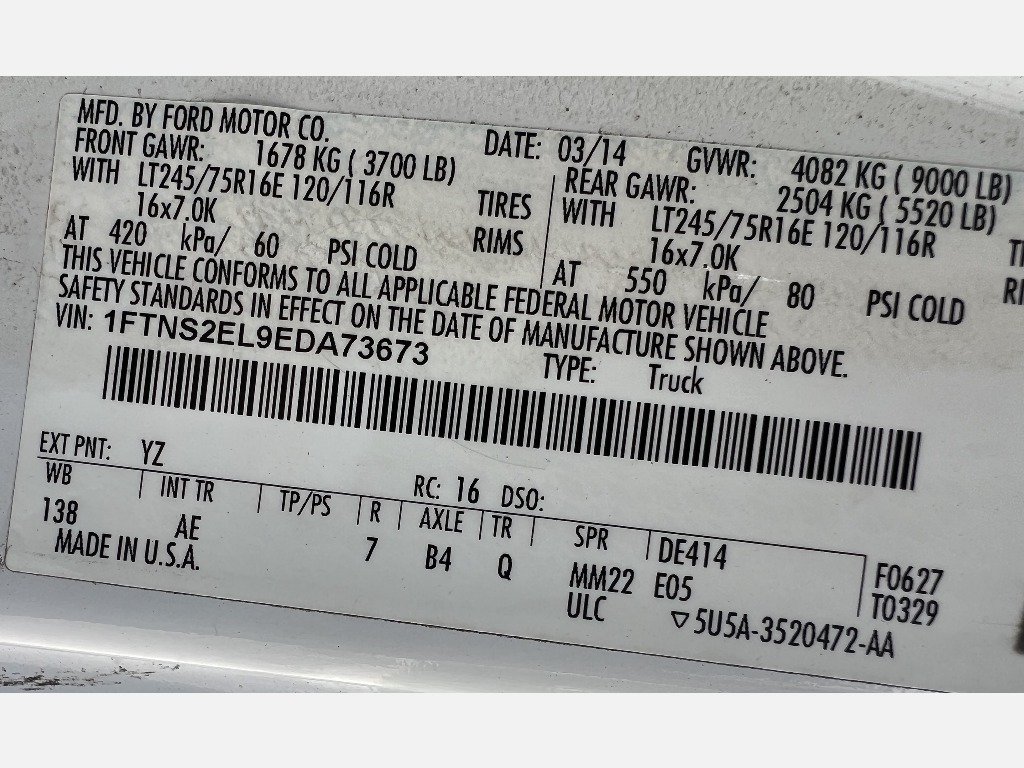 MFD. BY FORD MOTOR CO. DATE: 03/14 GVWR: 4082 KG ( 9000 LB)
FRONT GAWR: 1678 KG ( 3700 LB) REAR GAWR: 2504 KG ( 5520 LB)
WITH LT245/75R16E 120/116R TIRES WITH LT245/75R16E 120/116R
16x7.0K RIMS 16x7.0K
AT 420 kPa/ 60 PSI COLD AT 550 kPa/ 80 PSI COLD
THIS VEHICLE CONFORMS TO ALL APPLICABLE FEDERAL MOTOR VEHICLE
SAFETY STANDARDS IN EFFECT ON THE DATE OF MANUFACTURE SHOWN ABOVE.
VIN: 1FTNS2EL9EDA73673 TYPE: Truck
EXT PNT: YZ RC: 16 DSO:
WB INT TR TP/PS R AXLE TR SPR DE414 F0627
138 AE 7 B4 Q MM22 E05 T0329
MADE IN U.S.A. ULC ▽5U5A-3520472-AA